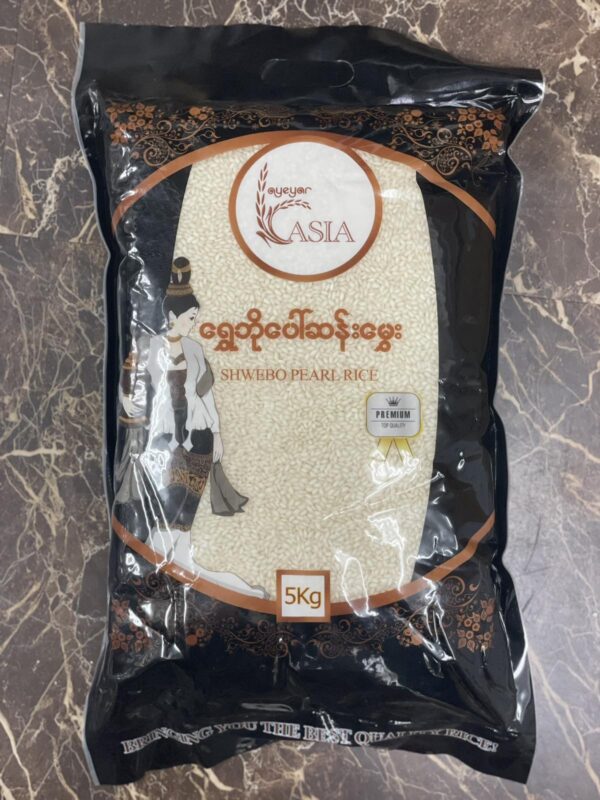 ayeyar
ASIA
ရွှေဘိုပေါ်ဆန်းမွှေး
SHWEBO PEARL RICE
PREMIUM
TOP QUALITY
5Kg
BRINGING YOU THE BEST QUALITY RICE!